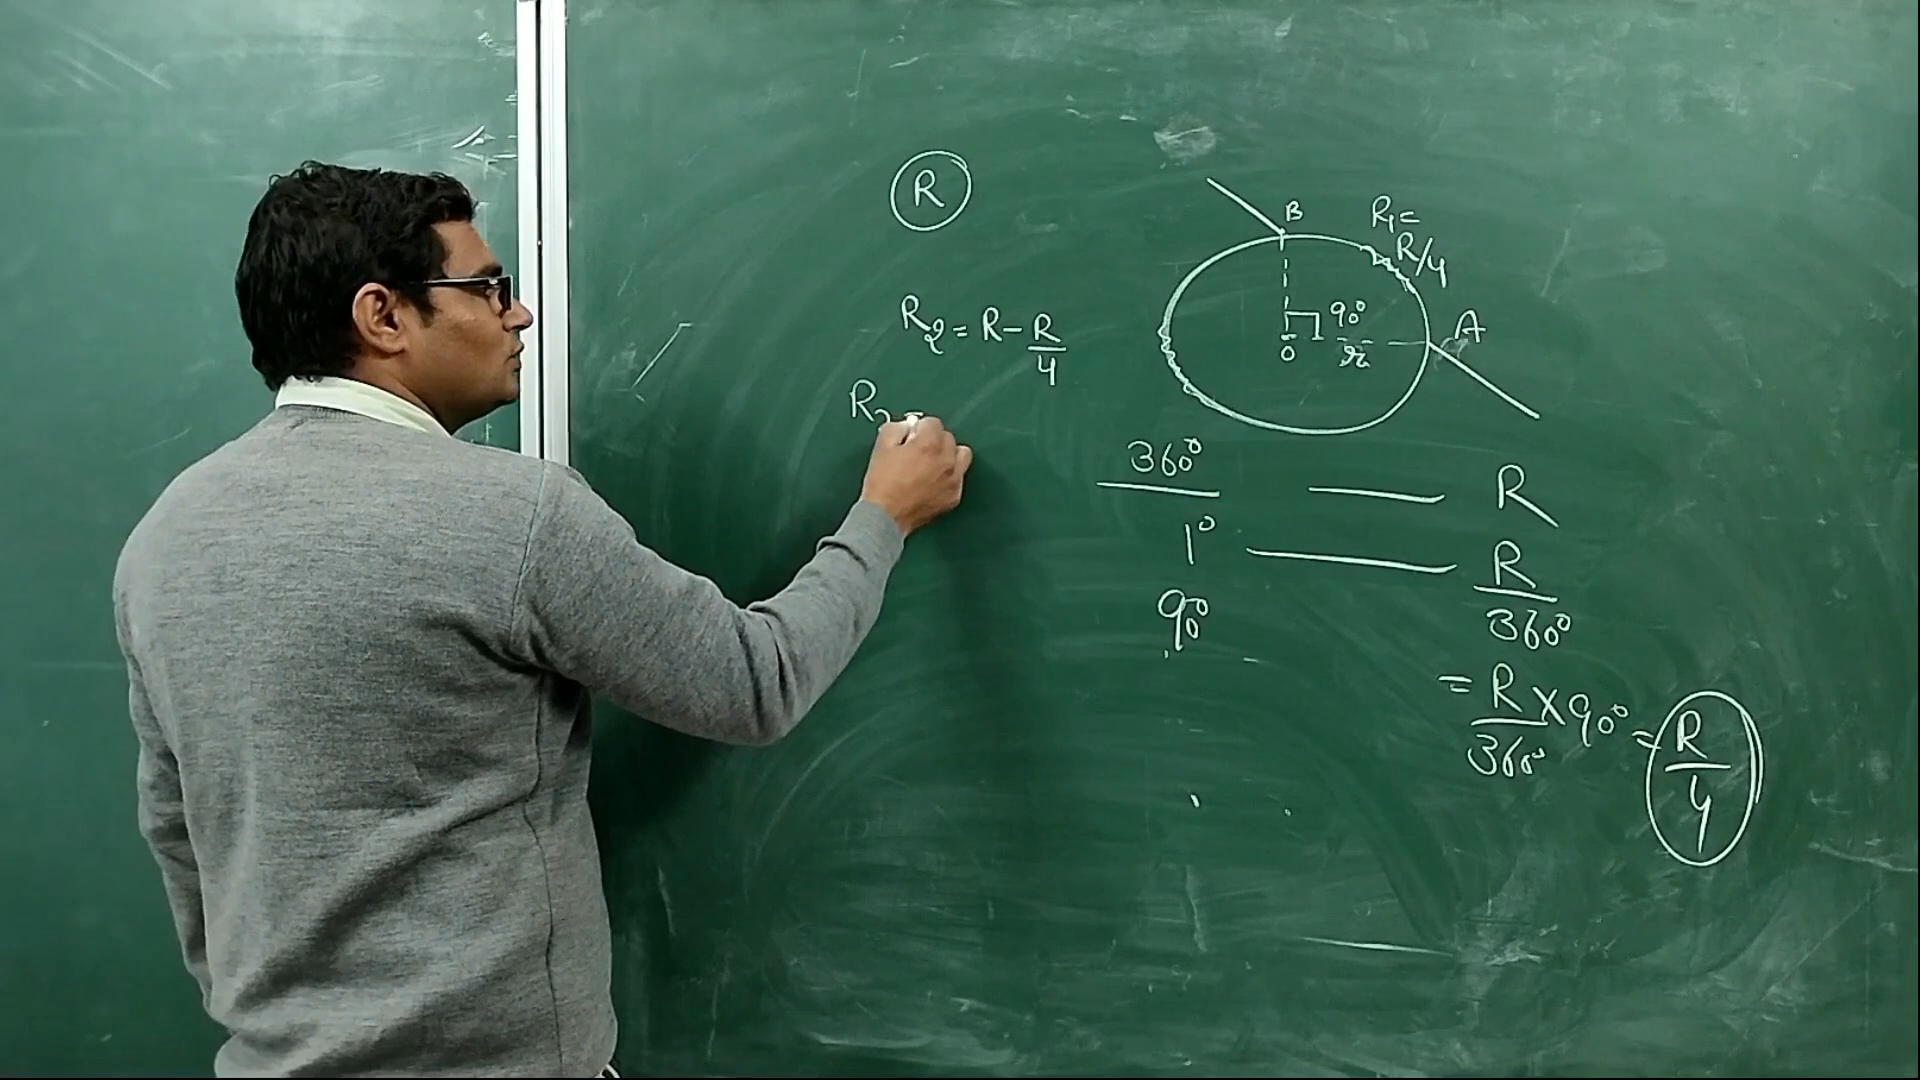 R
R₂ = R - R/4
R₂
B
R₁ =
R/4
90°
A
O
r
360° — R
1° — R/360°
90°
= R/360° × 90° = R/4